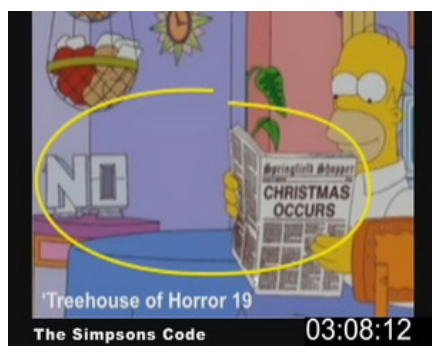 NO
Springfield Shopper
CHRISTMAS
OCCURS
'Treehouse of Horror 19
The Simpsons Code
03:08:12